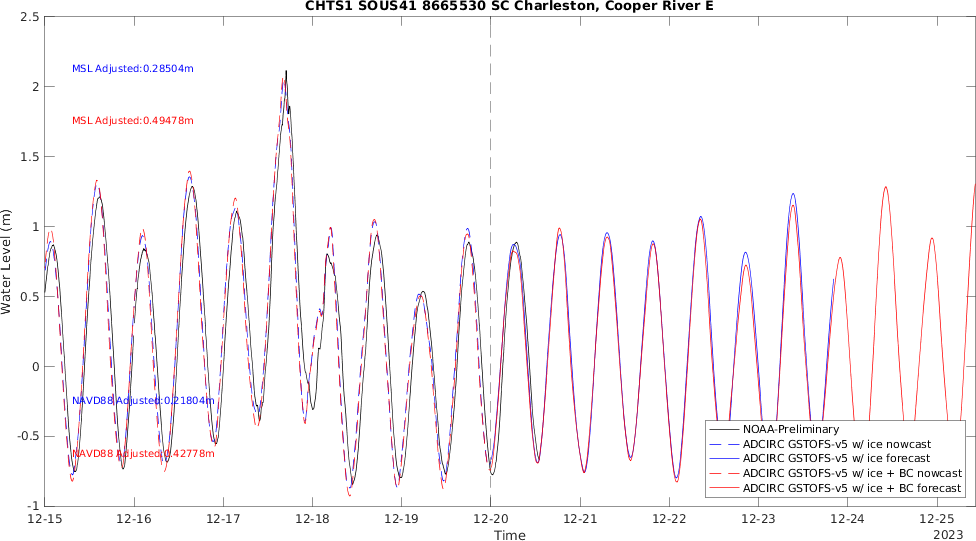 CHTS1 SOUS41 8665530 SC Charleston, Cooper River E
2.5
2
1.5
1
0.5
0
-0.5
-1
Water Level (m)
MSL Adjusted:0.28504m
MSL Adjusted:0.49478m
NAVD88 Adjusted:0.21804m
NAVD88 Adjusted:0.42778m
NOAA-Preliminary
ADCIRC GSTOFS-v5 w/ ice nowcast
ADCIRC GSTOFS-v5 w/ ice forecast
ADCIRC GSTOFS-v5 w/ ice + BC nowcast
ADCIRC GSTOFS-v5 w/ ice + BC forecast
12-15 12-16 12-17 12-18 12-19 12-20 12-21 12-22 12-23 12-24 12-25
Time
2023